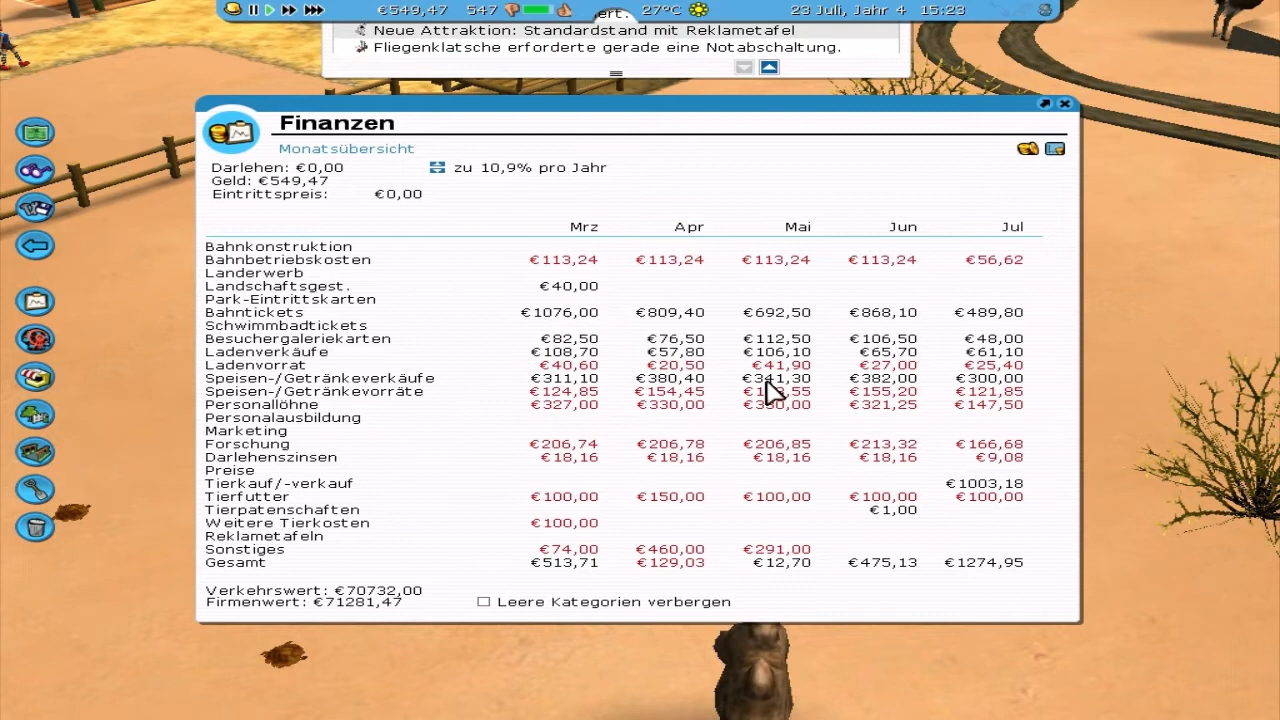 €549,47 547 27°C 23 Juli, Jahr 4 15:23
Neue Attraktion: Standardstand mit Reklametafel
Fliegenklatsche erforderte gerade eine Notabschaltung.
Finanzen
Monatsübersicht
Darlehen: €0,00 zu 10,9% pro Jahr
Geld: €549,47
Eintrittspreis: €0,00
Mrz Apr Mai Jun Jul
Bahnkonstruktion
Bahnbetriebskosten €113,24 €113,24 €113,24 €113,24 €56,62
Landerwerb
Landschaftsgest. €40,00
Park-Eintrittskarten
Bahntickets €1076,00 €809,40 €692,50 €868,10 €489,80
Schwimmbadtickets
Besuchergaleriekarten €82,50 €76,50 €112,50 €106,50 €48,00
Ladenverkäufe €108,70 €57,80 €106,10 €65,70 €61,10
Ladenvorrat €40,60 €20,50 €41,90 €27,00 €25,40
Speisen-/Getränkeverkäufe €311,10 €380,40 €341,30 €382,00 €300,00
Speisen-/Getränkevorräte €124,85 €154,45 €155,20 €121,85
Personallöhne €327,00 €330,00 €321,25 €147,50
Personalausbildung
Marketing
Forschung €206,74 €206,78 €206,85 €213,32 €166,68
Darlehenszinsen €18,16 €18,16 €18,16 €18,16 €9,08
Preise
Tierkauf/-verkauf €1003,18
Tierfutter €100,00 €150,00 €100,00 €100,00 €100,00
Tierpatenschaften €1,00
Weitere Tierkosten €100,00
Reklametafeln
Sonstiges €74,00 €460,00 €291,00
Gesamt €513,71 €129,03 €12,70 €475,13 €1274,95
Verkehrswert: €70732,00
Firmenwert: €71281,47 Leere Kategorien verbergen